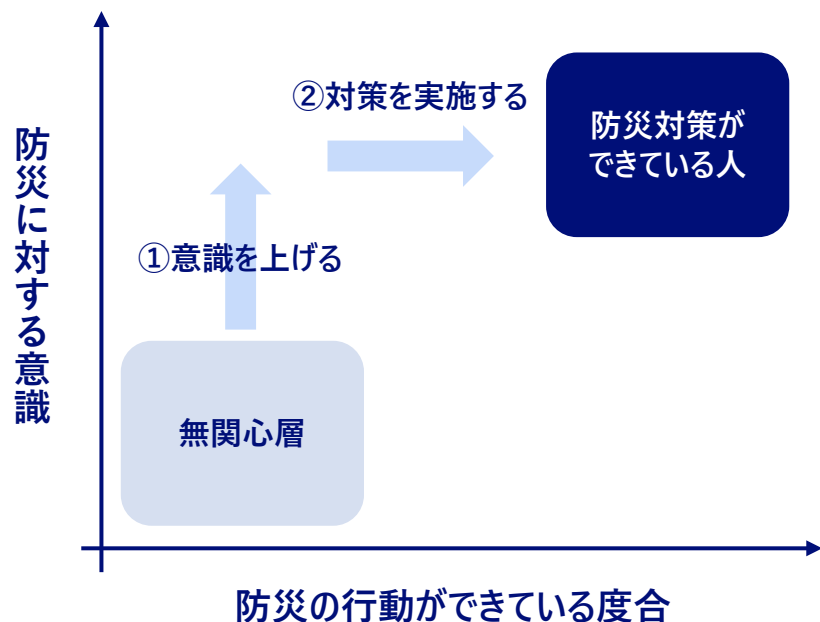 ②対策を実施する
防災対策が
できている人
防災に対する意識
①意識を上げる
無関心層
防災の行動ができている度合